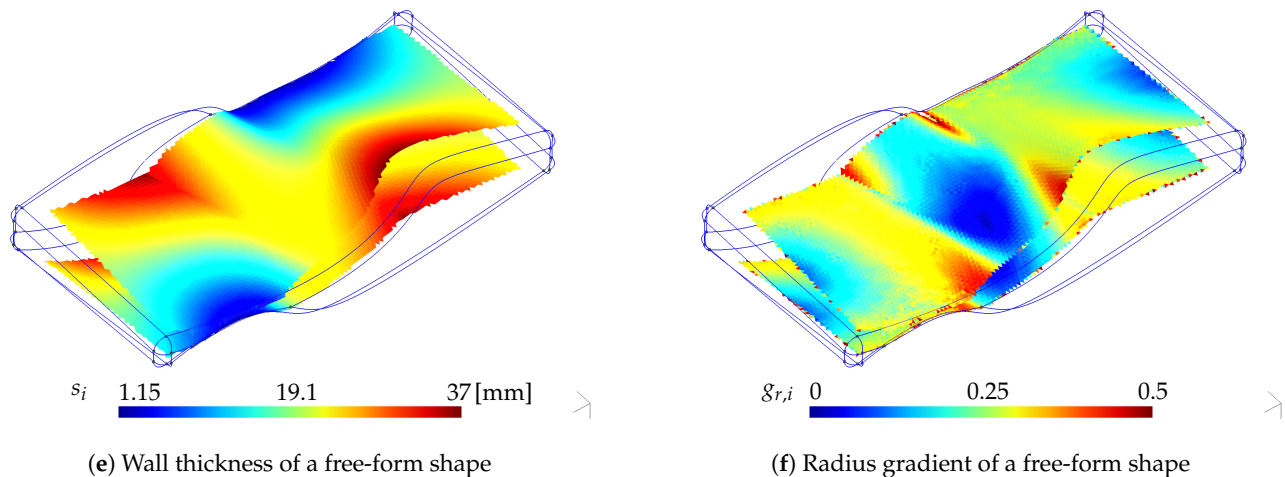 s_i 1.15 19.1 37 [mm]
g_{r,i} 0 0.25 0.5
(e) Wall thickness of a free-form shape
(f) Radius gradient of a free-form shape